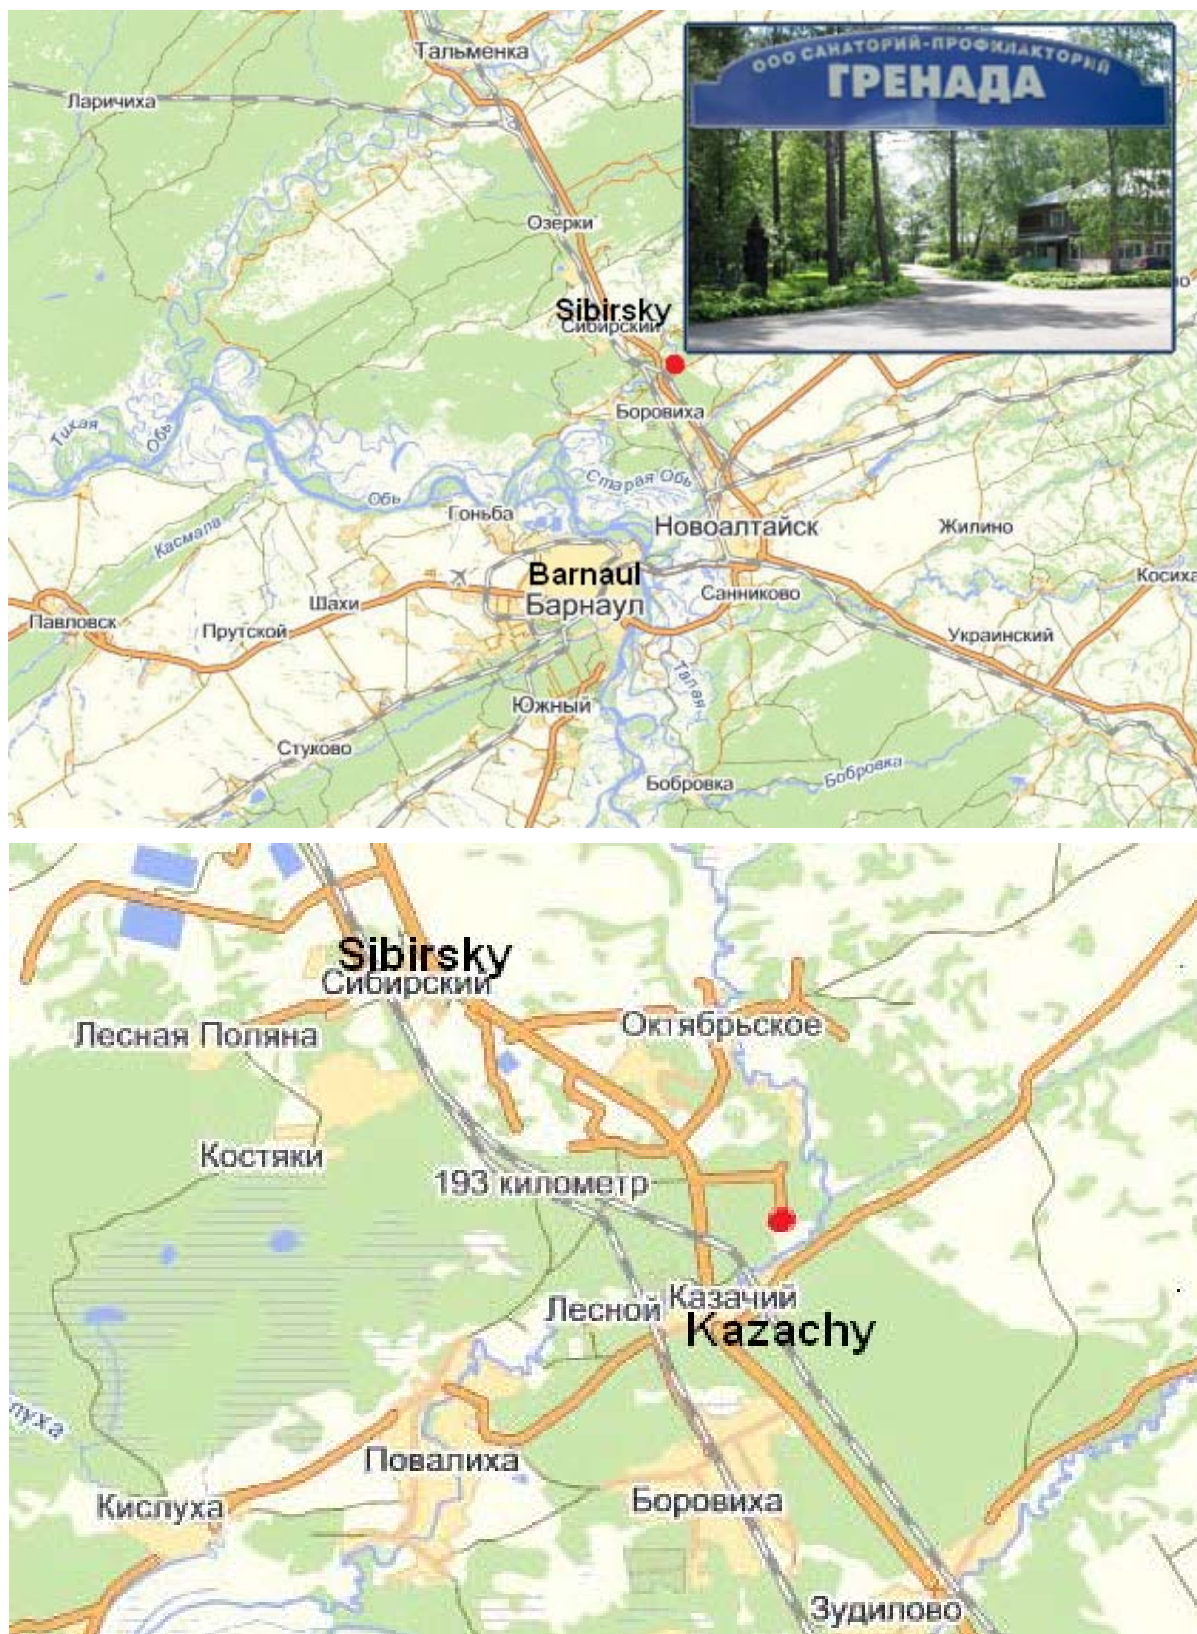 Тальменка
ООО САНАТОРИЙ-ПРОФИЛАКТОРИЙ
ГРЕНАДА
Ларичиха
Озерки
Sibirsky
Сибирский
Боровиха
Тихая
Обь
Старая Обь
Обь
Гоньба
Касмала
Новоалтайск
Жилино
Barnaul
Барнаул
Косиха
Шахи
Санниково
Павловск
Прутской
Украинский
Талая
Южный
Стуково
Бобровка
Бобровка
Sibirsky
Сибирский
Лесная Поляна
Октябрьское
Костяки
193 километр
Лесной
Казачий
Kazachy
луха
Повалиха
Кислуха
Боровиха
Зудилово